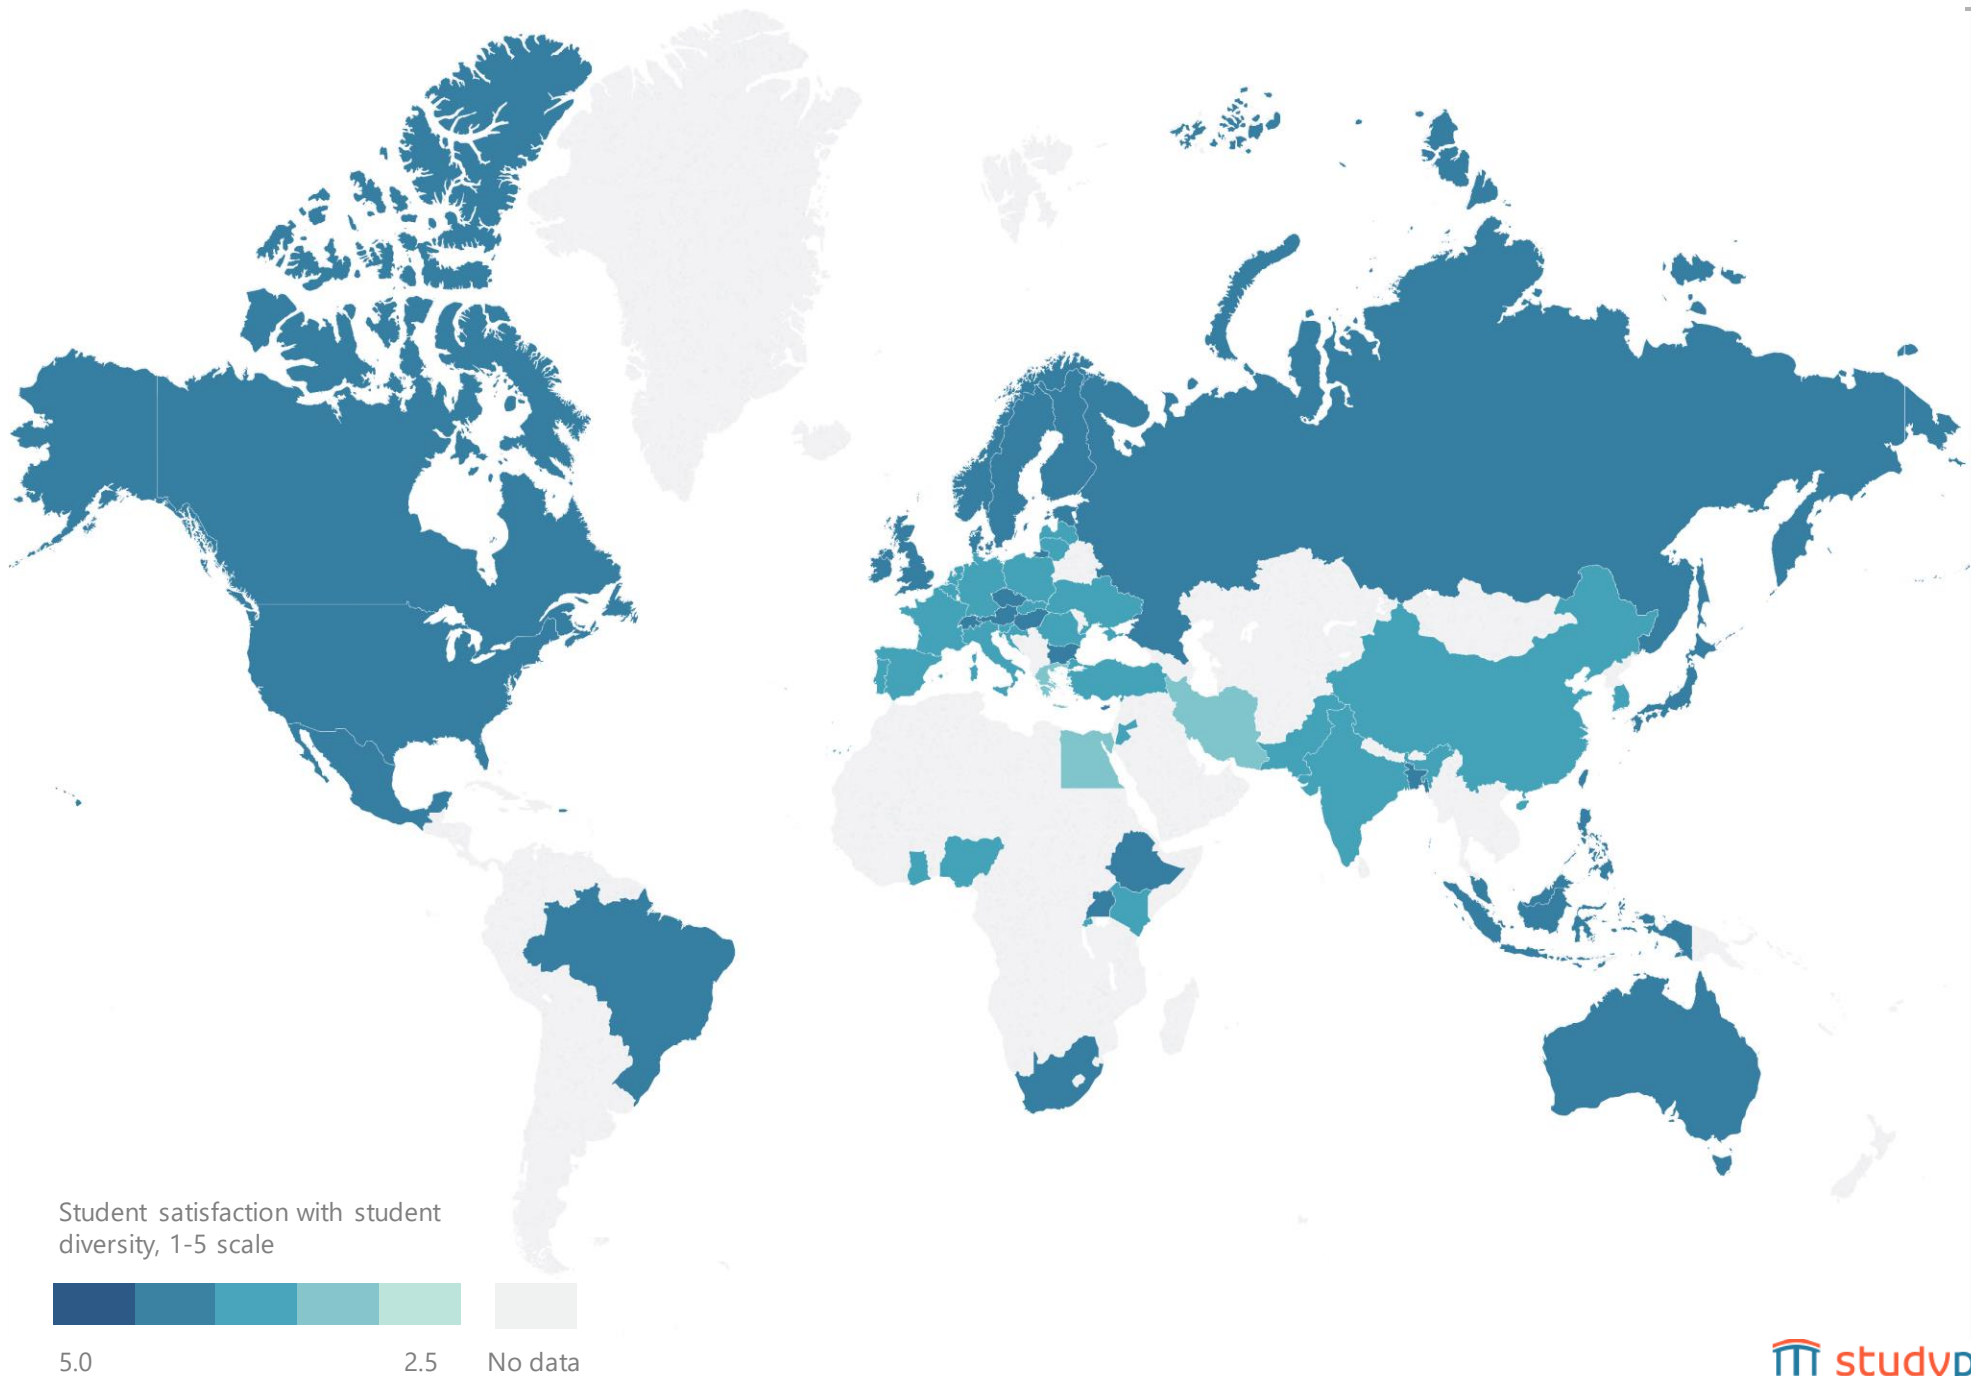 Student satisfaction with student
diversity, 1-5 scale
5.0
2.5
No data